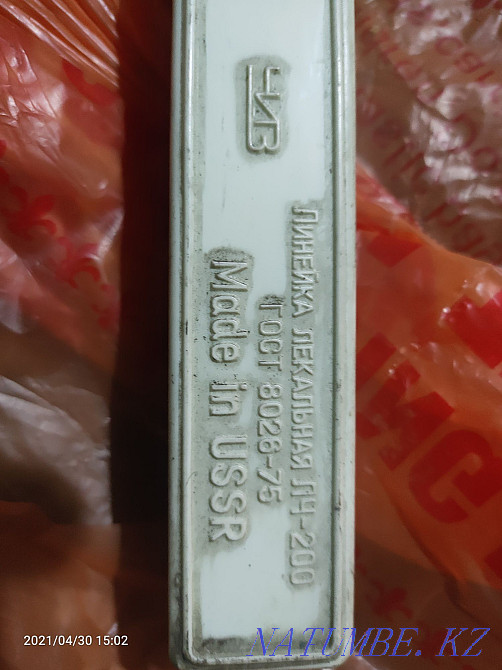 ЧИЗ
ЛИНЕЙКА ЛЕКАЛЬНАЯ ЛЧ-200
ГОСТ 8026-75
Made in USSR
2021/04/30 15:02
NATUMBE. KZ